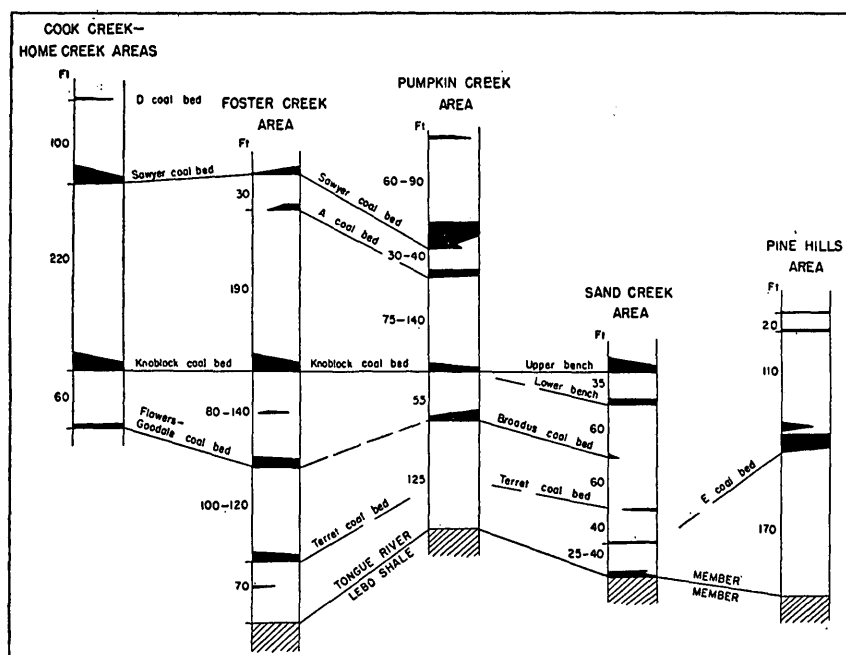 COOK CREEK–
HOME CREEK AREAS
Ft
D coal bed
100
Sawyer coal bed
220
Knoblock coal bed
60
Flowers–
Goodale coal bed
FOSTER CREEK
AREA
Ft
30
Sawyer coal bed
A coal bed
190
Knoblock coal bed
80–140
100–120
Terret coal bed
70
TONGUE RIVER
LEBO SHALE
PUMPKIN CREEK
AREA
Ft
60–90
30–40
75–140
55
125
Upper bench
Lower bench
Broadus coal bed
Terret coal bed
SAND CREEK
AREA
Ft
35
60
60
40
25–40
E coal bed
MEMBER
MEMBER
PINE HILLS
AREA
Ft
20
110
170